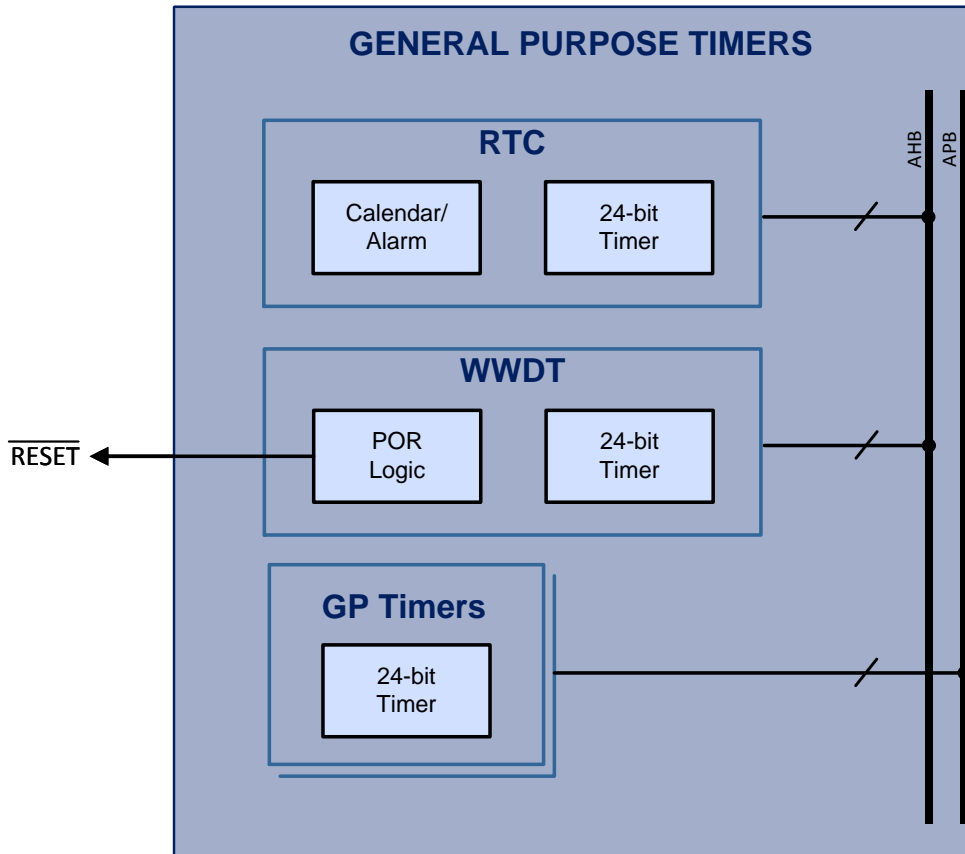 GENERAL PURPOSE TIMERS
AHB
APB
RTC
Calendar/
Alarm
24-bit
Timer
WWDT
RESET
POR
Logic
24-bit
Timer
GP Timers
24-bit
Timer